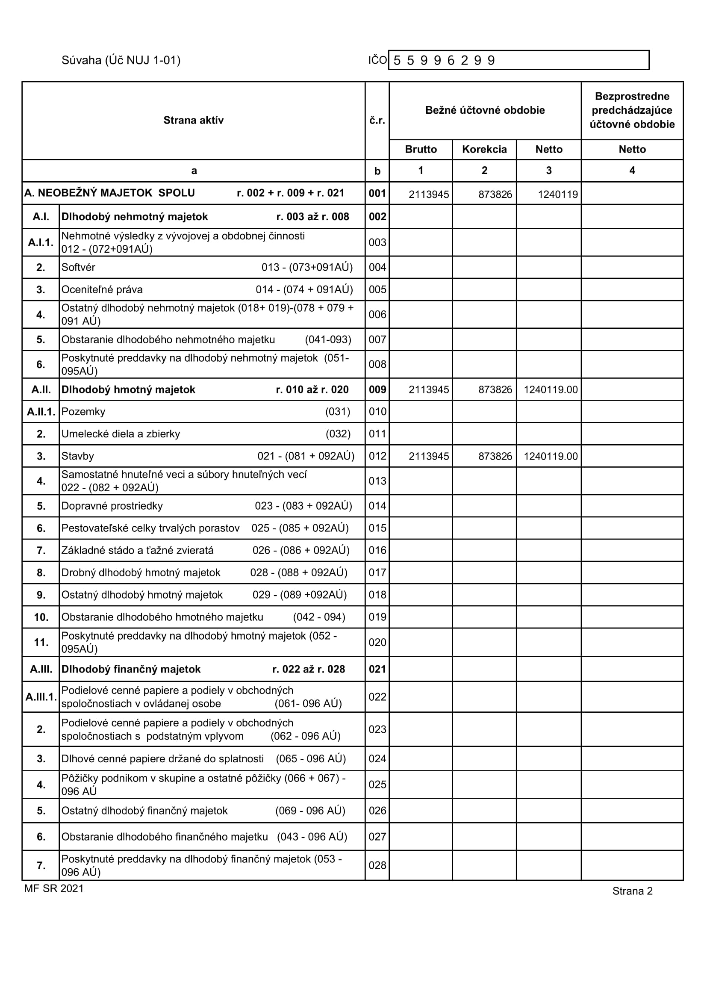 Súvaha (Úč NUJ 1-01) IČO 5 5 9 9 6 2 9 9
Strana aktív č.r. Bežné účtovné obdobie Bezprostredne predchádzajúce účtovné obdobie
Brutto Korekcia Netto Netto
a b 1 2 3 4
A. NEOBEŽNÝ MAJETOK SPOLU r. 002 + r. 009 + r. 021 001 2113945 873826 1240119
A.I. Dlhodobý nehmotný majetok r. 003 až r. 008 002
A.I.1. Nehmotné výsledky z vývojovej a obdobnej činnosti
012 - (072+091AÚ) 003
2. Softvér 013 - (073+091AÚ) 004
3. Oceniteľné práva 014 - (074 + 091AÚ) 005
4. Ostatný dlhodobý nehmotný majetok (018+ 019)-(078 + 079 +
091 AÚ) 006
5. Obstaranie dlhodobého nehmotného majetku (041-093) 007
6. Poskytnuté preddavky na dlhodobý nehmotný majetok (051-
095AÚ) 008
A.II. Dlhodobý hmotný majetok r. 010 až r. 020 009 2113945 873826 1240119.00
A.II.1. Pozemky (031) 010
2. Umelecké diela a zbierky (032) 011
3. Stavby 021 - (081 + 092AÚ) 012 2113945 873826 1240119.00
4. Samostatné hnuteľné veci a súbory hnuteľných vecí
022 - (082 + 092AÚ) 013
5. Dopravné prostriedky 023 - (083 + 092AÚ) 014
6. Pestovateľské celky trvalých porastov 025 - (085 + 092AÚ) 015
7. Základné stádo a ťažné zvieratá 026 - (086 + 092AÚ) 016
8. Drobný dlhodobý hmotný majetok 028 - (088 + 092AÚ) 017
9. Ostatný dlhodobý hmotný majetok 029 - (089 +092AÚ) 018
10. Obstaranie dlhodobého hmotného majetku (042 - 094) 019
11. Poskytnuté preddavky na dlhodobý hmotný majetok (052 -
095AÚ) 020
A.III. Dlhodobý finančný majetok r. 022 až r. 028 021
A.III.1. Podielové cenné papiere a podiely v obchodných
spoločnostiach v ovládanej osobe (061- 096 AÚ) 022
2. Podielové cenné papiere a podiely v obchodných
spoločnostiach s podstatným vplyvom (062 - 096 AÚ) 023
3. Dlhové cenné papiere držané do splatnosti (065 - 096 AÚ) 024
4. Pôžičky podnikom v skupine a ostatné pôžičky (066 + 067) -
096 AÚ 025
5. Ostatný dlhodobý finančný majetok (069 - 096 AÚ) 026
6. Obstaranie dlhodobého finančného majetku (043 - 096 AÚ) 027
7. Poskytnuté preddavky na dlhodobý finančný majetok (053 -
096 AÚ) 028
MF SR 2021 Strana 2